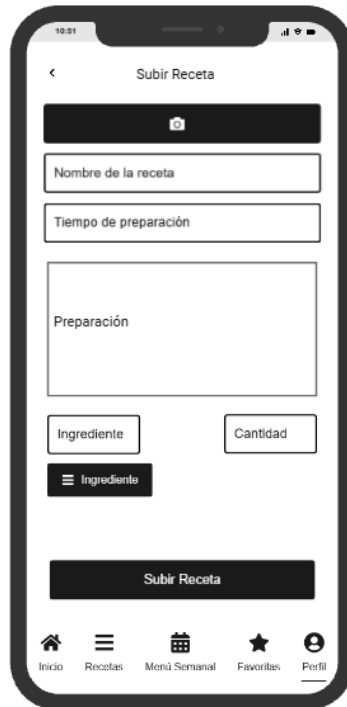 10:01
Subir Receta
Nombre de la receta
Tiempo de preparación
Preparación
Ingrediente Cantidad
Ingrediente
Subir Receta
Inicio Recetas Menú Semanal Favoritas Perfil